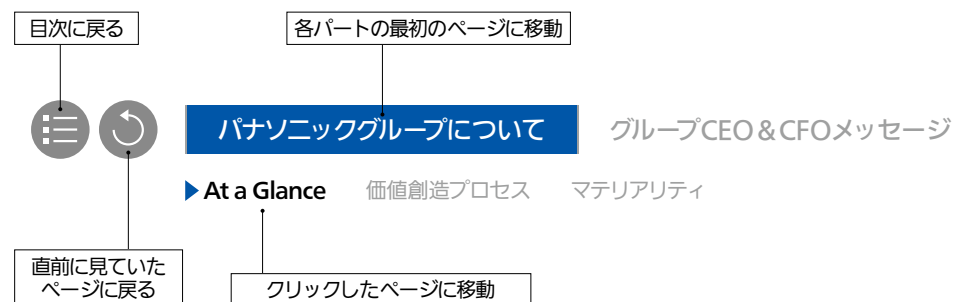 目次に戻る
各パートの最初のページに移動
パナソニックグループについて
グループCEO&CFOメッセージ
At a Glance
価値創造プロセス
マテリアリティ
直前に見ていた
ページに戻る
クリックしたページに移動